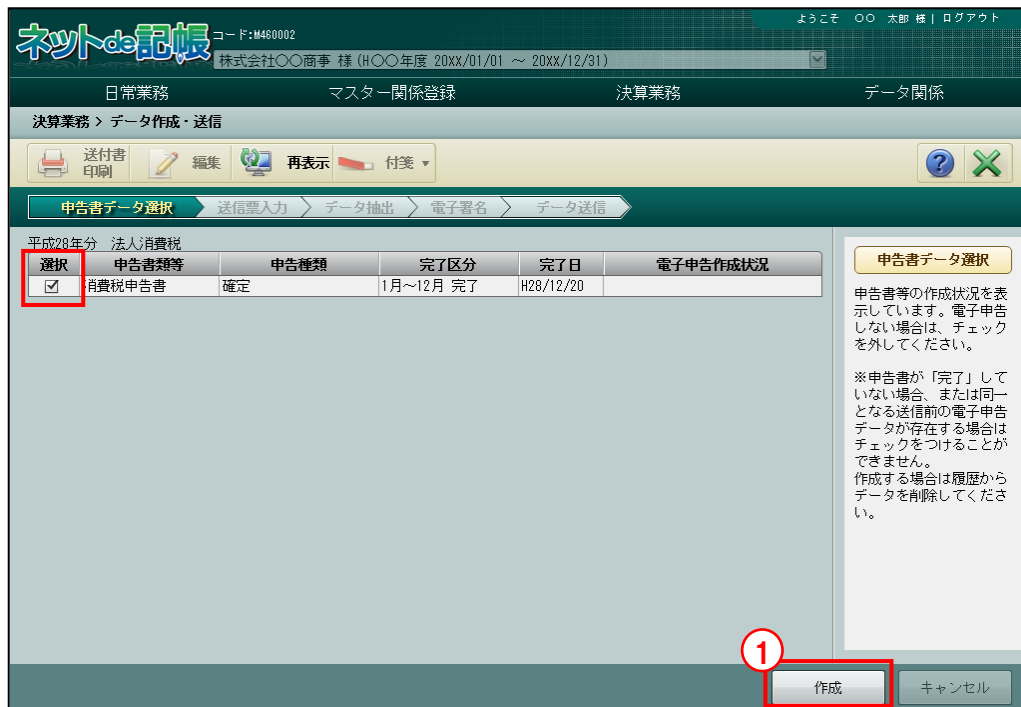 ようこそ ○○ 太郎 様 | ログアウト
ネットde記帳
コード:M460002
株式会社○○商事 様 (H○○年度 20XX/01/01 ～ 20XX/12/31)
日常業務 マスター関係登録 決算業務 データ関係
決算業務 > データ作成・送信
送付書印刷 編集 再表示 付箋 ▼ ?
申告書データ選択 送信票入力 データ抽出 電子署名 データ送信
平成28年分 法人消費税
選択 申告書類等 申告種類 完了区分 完了日 電子申告作成状況
消費税申告書 確定 1月～12月 完了 H28/12/20
申告書データ選択
申告書等の作成状況を表
示しています。電子申告
しない場合は、チェック
を外してください。
※申告書が「完了」して
いない場合、または同一
となる送信前の電子申告
データが存在する場合は
チェックをつけることが
できません。
作成する場合は履歴から
データを削除してくださ
い。
1
作成 キャンセル